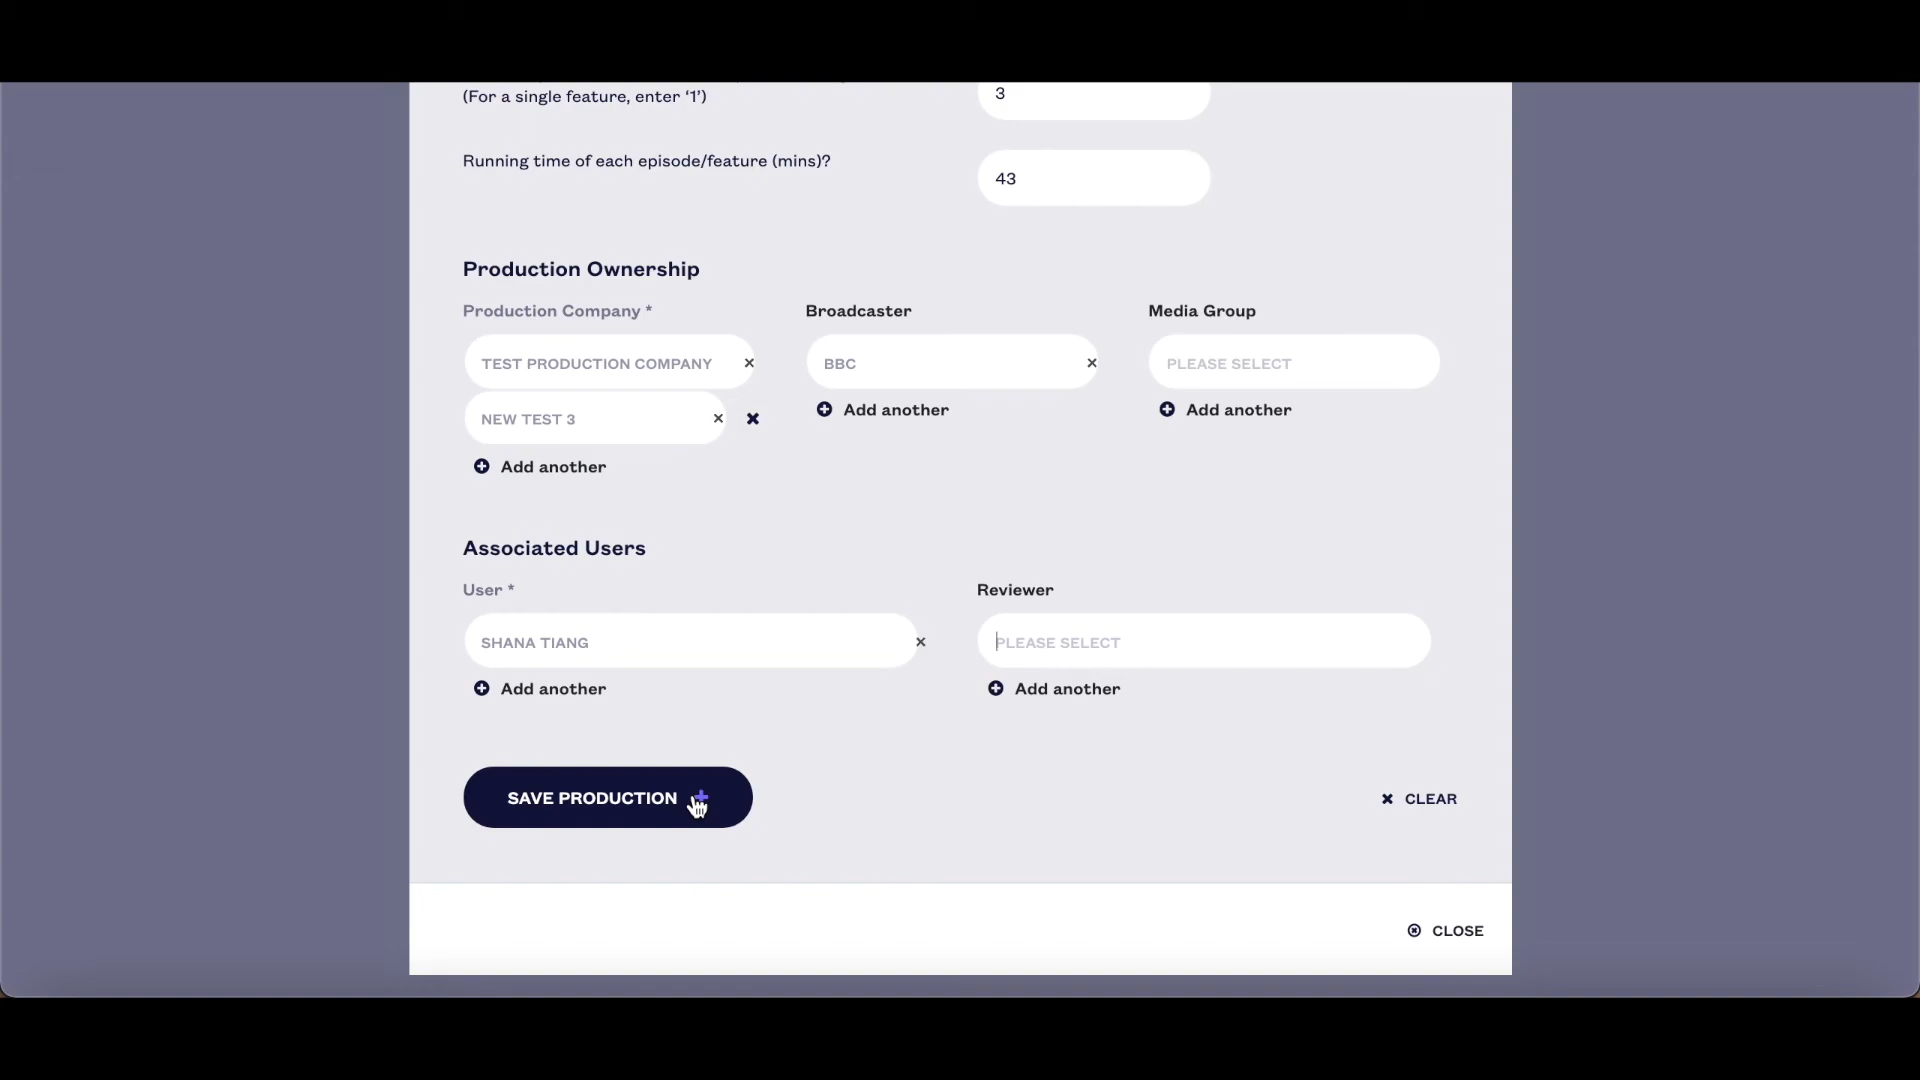 (For a single feature, enter ‘1’)
3
Running time of each episode/feature (mins)?
43
Production Ownership
Production Company *
Broadcaster
Media Group
TEST PRODUCTION COMPANY
BBC
PLEASE SELECT
NEW TEST 3
Add another
Add another
Add another
Associated Users
User *
Reviewer
SHANA TIANG
PLEASE SELECT
Add another
Add another
SAVE PRODUCTION
CLEAR
CLOSE